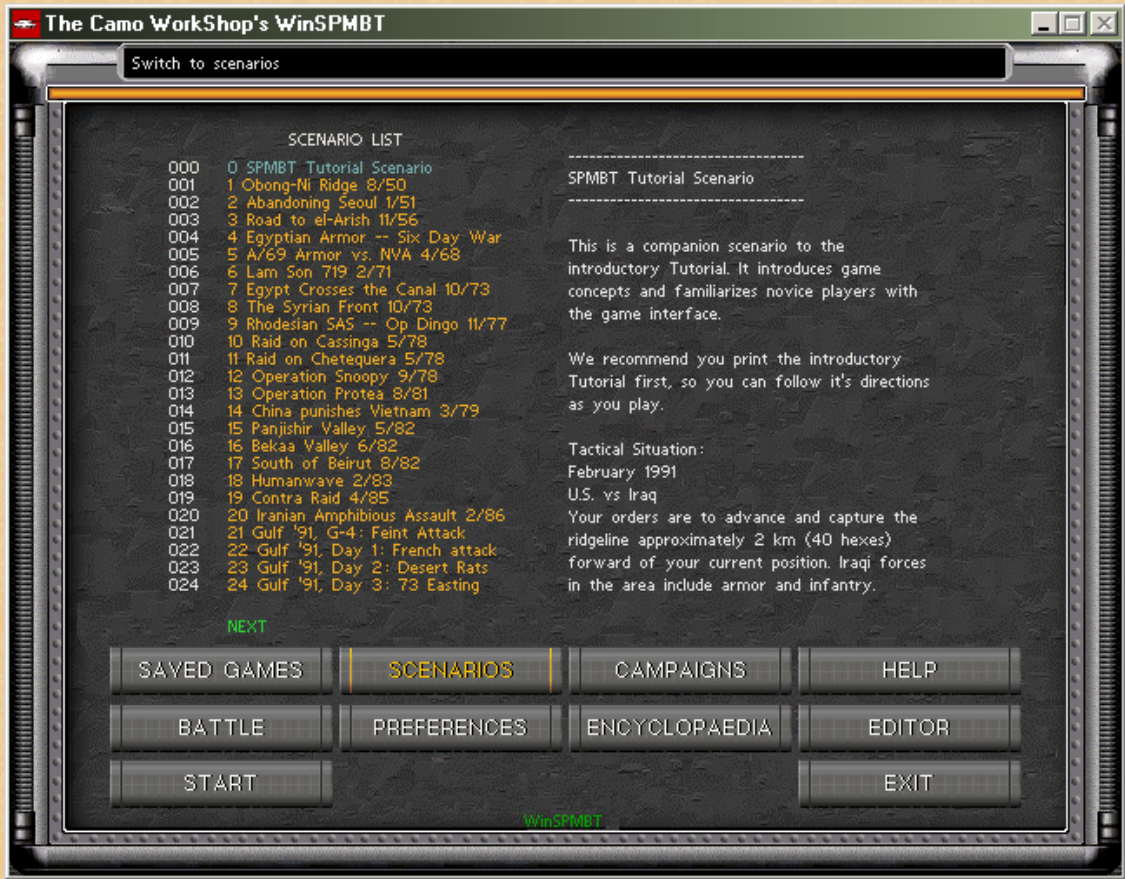 The Camo WorkShop's WinSPMBT
Switch to scenarios
SCENARIO LIST
000 0 SPMBT Tutorial Scenario
001 1 Obong-Ni Ridge 8/50
002 2 Abandoning Seoul 1/51
003 3 Road to el-Arish 11/56
004 4 Egyptian Armor -- Six Day War
005 5 A/69 Armor vs. NVA 4/68
006 6 Lam Son 719 2/71
007 7 Egypt Crosses the Canal 10/73
008 8 The Syrian Front 10/73
009 9 Rhodesian SAS -- Op Dingo 11/77
010 10 Raid on Cassinga 5/78
011 11 Raid on Chetequera 5/78
012 12 Operation Snoopy 9/78
013 13 Operation Protea 8/81
014 14 China punishes Vietnam 3/79
015 15 Panjishir Valley 5/82
016 16 Bekaa Valley 6/82
017 17 South of Beirut 8/82
018 18 Humanwave 2/83
019 19 Contra Raid 4/85
020 20 Iranian Amphibious Assault 2/86
021 21 Gulf '91, G-4: Feint Attack
022 22 Gulf '91, Day 1: French attack
023 23 Gulf '91, Day 2: Desert Rats
024 24 Gulf '91, Day 3: 73 Easting
NEXT
---------------------------------
SPMBT Tutorial Scenario
---------------------------------
This is a companion scenario to the
introductory Tutorial. It introduces game
concepts and familiarizes novice players with
the game interface.
We recommend you print the introductory
Tutorial first, so you can follow it's directions
as you play.
Tactical Situation:
February 1991
U.S. vs Iraq
Your orders are to advance and capture the
ridgeline approximately 2 km (40 hexes)
forward of your current position. Iraqi forces
in the area include armor and infantry.
SAVED GAMES SCENARIOS CAMPAIGNS HELP
BATTLE PREFERENCES ENCYCLOPAEDIA EDITOR
START EXIT
WinSPMBT